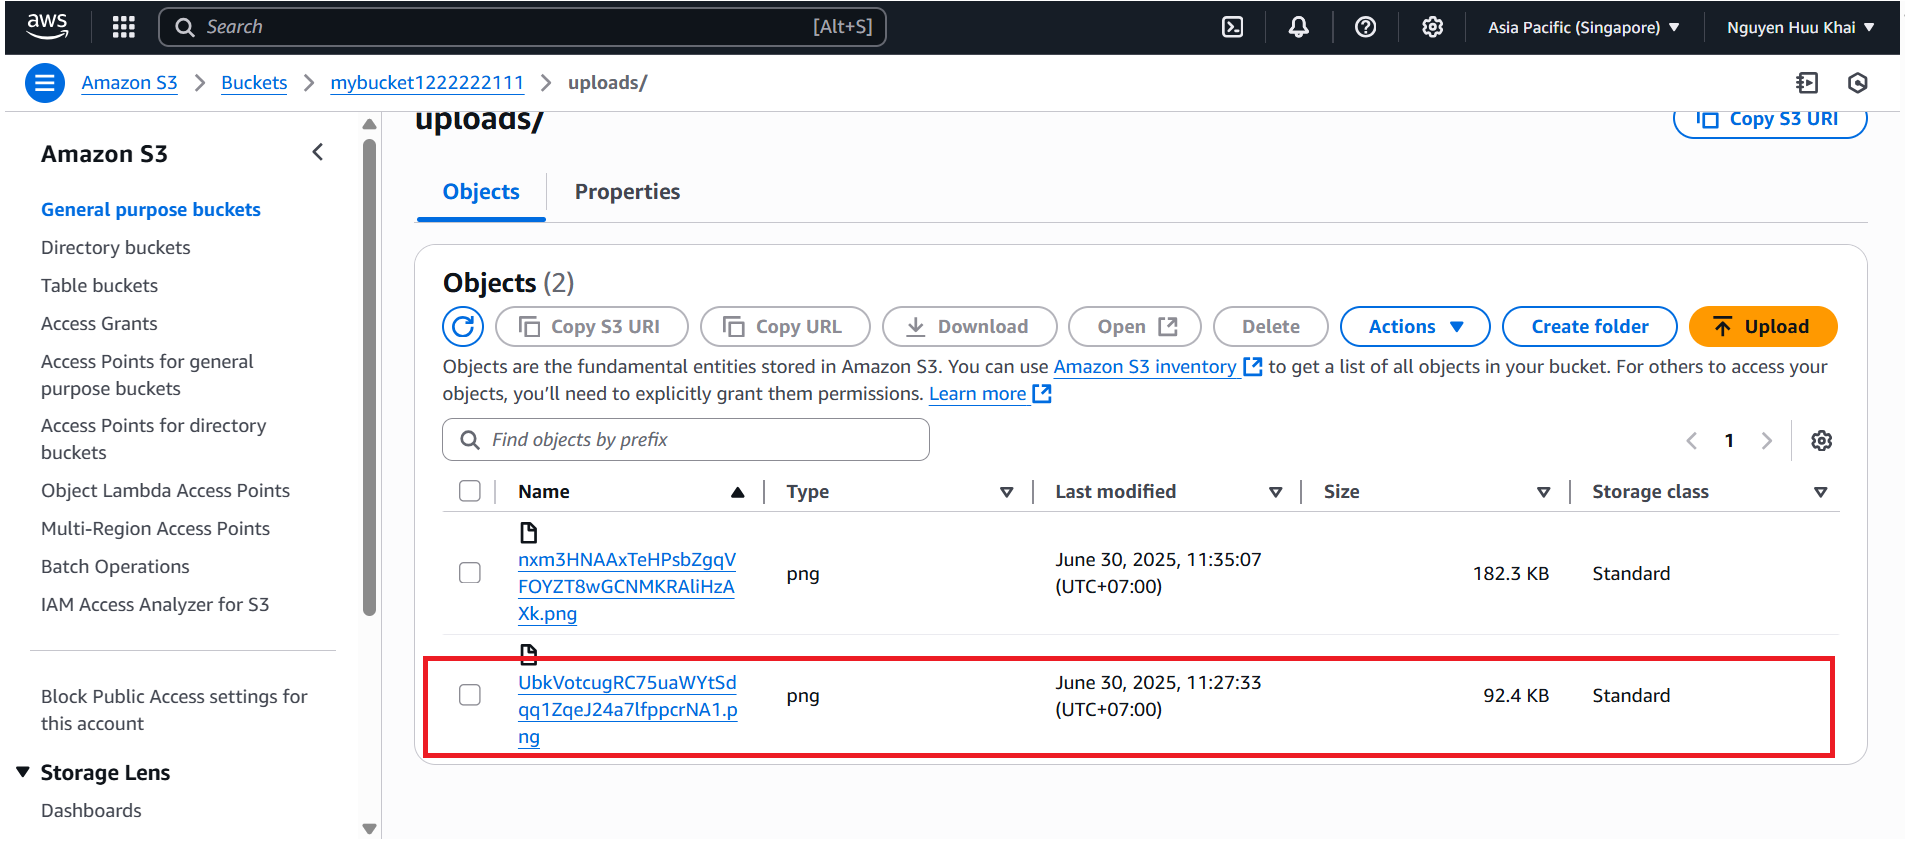 aws
Search [Alt+S]
Asia Pacific (Singapore)
Nguyen Huu Khai
Amazon S3
Buckets
mybucket1222222111
uploads/
Amazon S3
General purpose buckets
Directory buckets
Table buckets
Access Grants
Access Points for general
purpose buckets
Access Points for directory
buckets
Object Lambda Access Points
Multi-Region Access Points
Batch Operations
IAM Access Analyzer for S3
Block Public Access settings for
this account
Storage Lens
Dashboards
uploads/
Copy S3 URI
Objects
Properties
Objects (2)
Copy S3 URI
Copy URL
Download
Open
Delete
Actions
Create folder
Upload
Objects are the fundamental entities stored in Amazon S3. You can use Amazon S3 inventory to get a list of all objects in your bucket. For others to access your
objects, you’ll need to explicitly grant them permissions. Learn more
Find objects by prefix
1
Name Type Last modified Size Storage class
nxm3HNAAxTeHPsbZgqV
FOYZT8wGCNMKRAliHzA
Xk.png
png
June 30, 2025, 11:35:07
(UTC+07:00)
182.3 KB
Standard
UbkVotcugRC75uaWYtSd
qq1ZqeJ24a7lfppcrNA1.p
ng
png
June 30, 2025, 11:27:33
(UTC+07:00)
92.4 KB
Standard